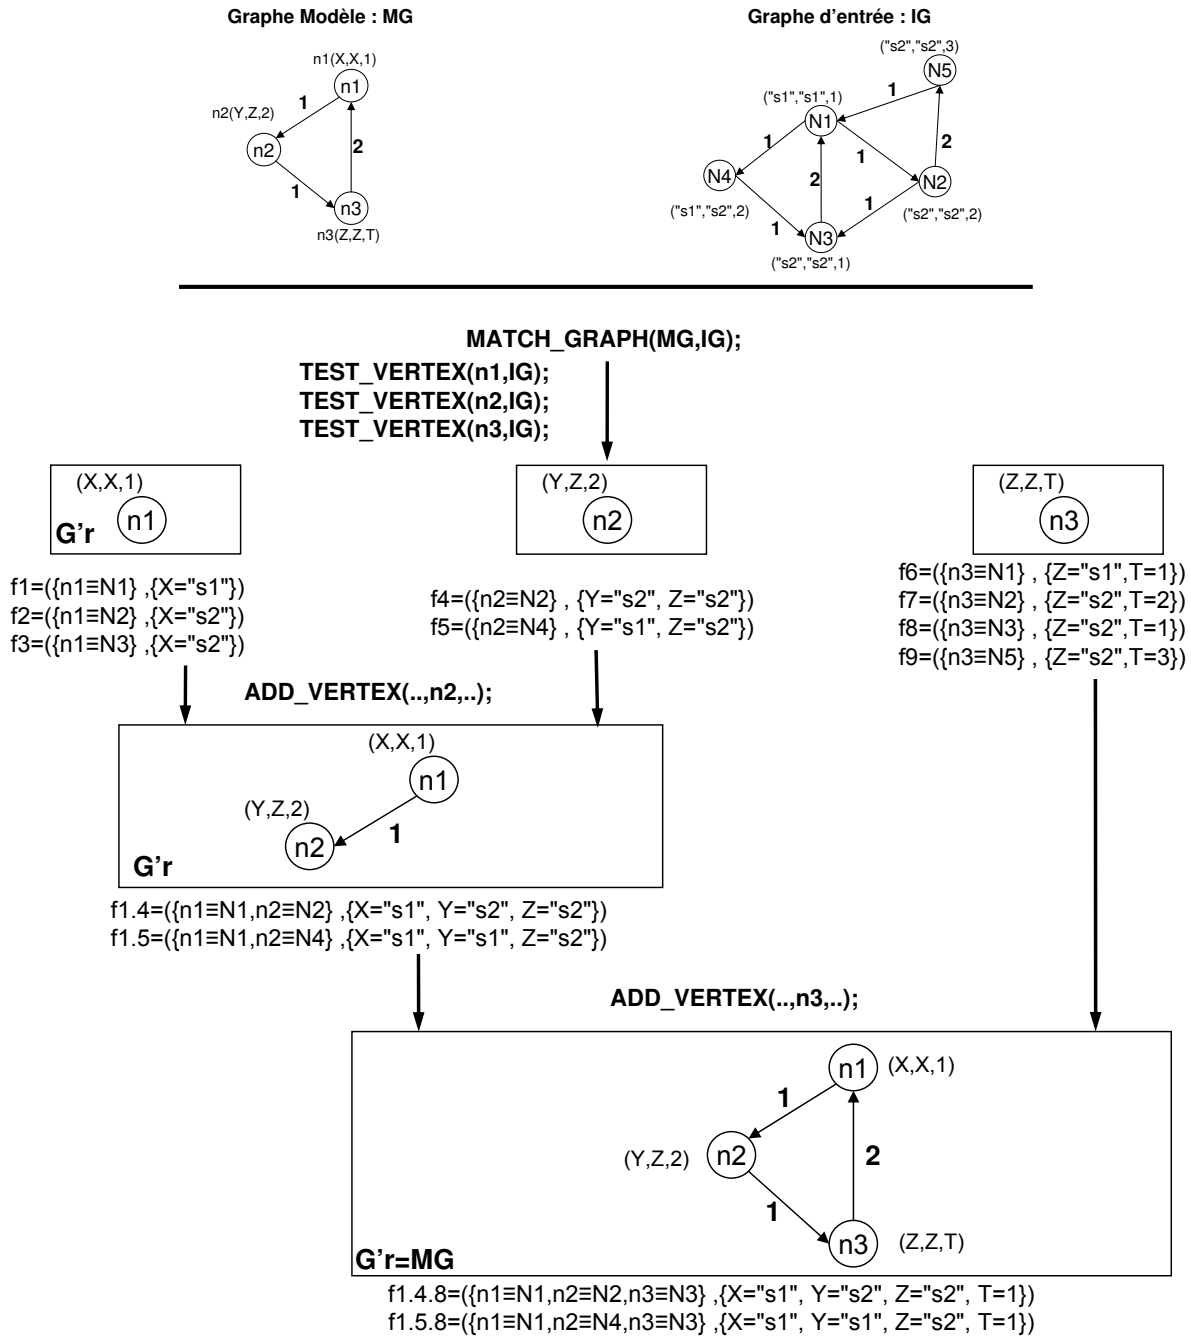 Graphe Modèle : MG
Graphe d'entrée : IG
n1(X,X,1)
n1
1
n2(Y,Z,2)
n2
2
1
n3
n3(Z,Z,T)
("s2","s2",3)
N5
1
("s1","s1",1)
N1
1
1
2
N4
2
N2
("s1","s2",2)
1
1
("s2","s2",2)
N3
("s2","s2",1)
MATCH_GRAPH(MG,IG);
TEST_VERTEX(n1,IG);
TEST_VERTEX(n2,IG);
TEST_VERTEX(n3,IG);
(X,X,1)
n1
G'r
(Y,Z,2)
n2
(Z,Z,T)
n3
f1=({n1≡N1} ,{X="s1"})
f2=({n1≡N2} ,{X="s2"})
f3=({n1≡N3} ,{X="s2"})
f4=({n2≡N2} , {Y="s2", Z="s2"})
f5=({n2≡N4} , {Y="s1", Z="s2"})
f6=({n3≡N1} , {Z="s1",T=1})
f7=({n3≡N2} , {Z="s2",T=2})
f8=({n3≡N3} , {Z="s2",T=1})
f9=({n3≡N5} , {Z="s2",T=3})
ADD_VERTEX(..,n2,..);
(X,X,1)
n1
(Y,Z,2)
n2
1
G'r
f1.4=({n1≡N1,n2≡N2} ,{X="s1", Y="s2", Z="s2"})
f1.5=({n1≡N1,n2≡N4} ,{X="s1", Y="s1", Z="s2"})
ADD_VERTEX(..,n3,..);
n1
(X,X,1)
1
(Y,Z,2)
n2
2
1
n3
(Z,Z,T)
G'r=MG
f1.4.8=({n1≡N1,n2≡N2,n3≡N3} ,{X="s1", Y="s2", Z="s2", T=1})
f1.5.8=({n1≡N1,n2≡N4,n3≡N3} ,{X="s1", Y="s1", Z="s2", T=1})